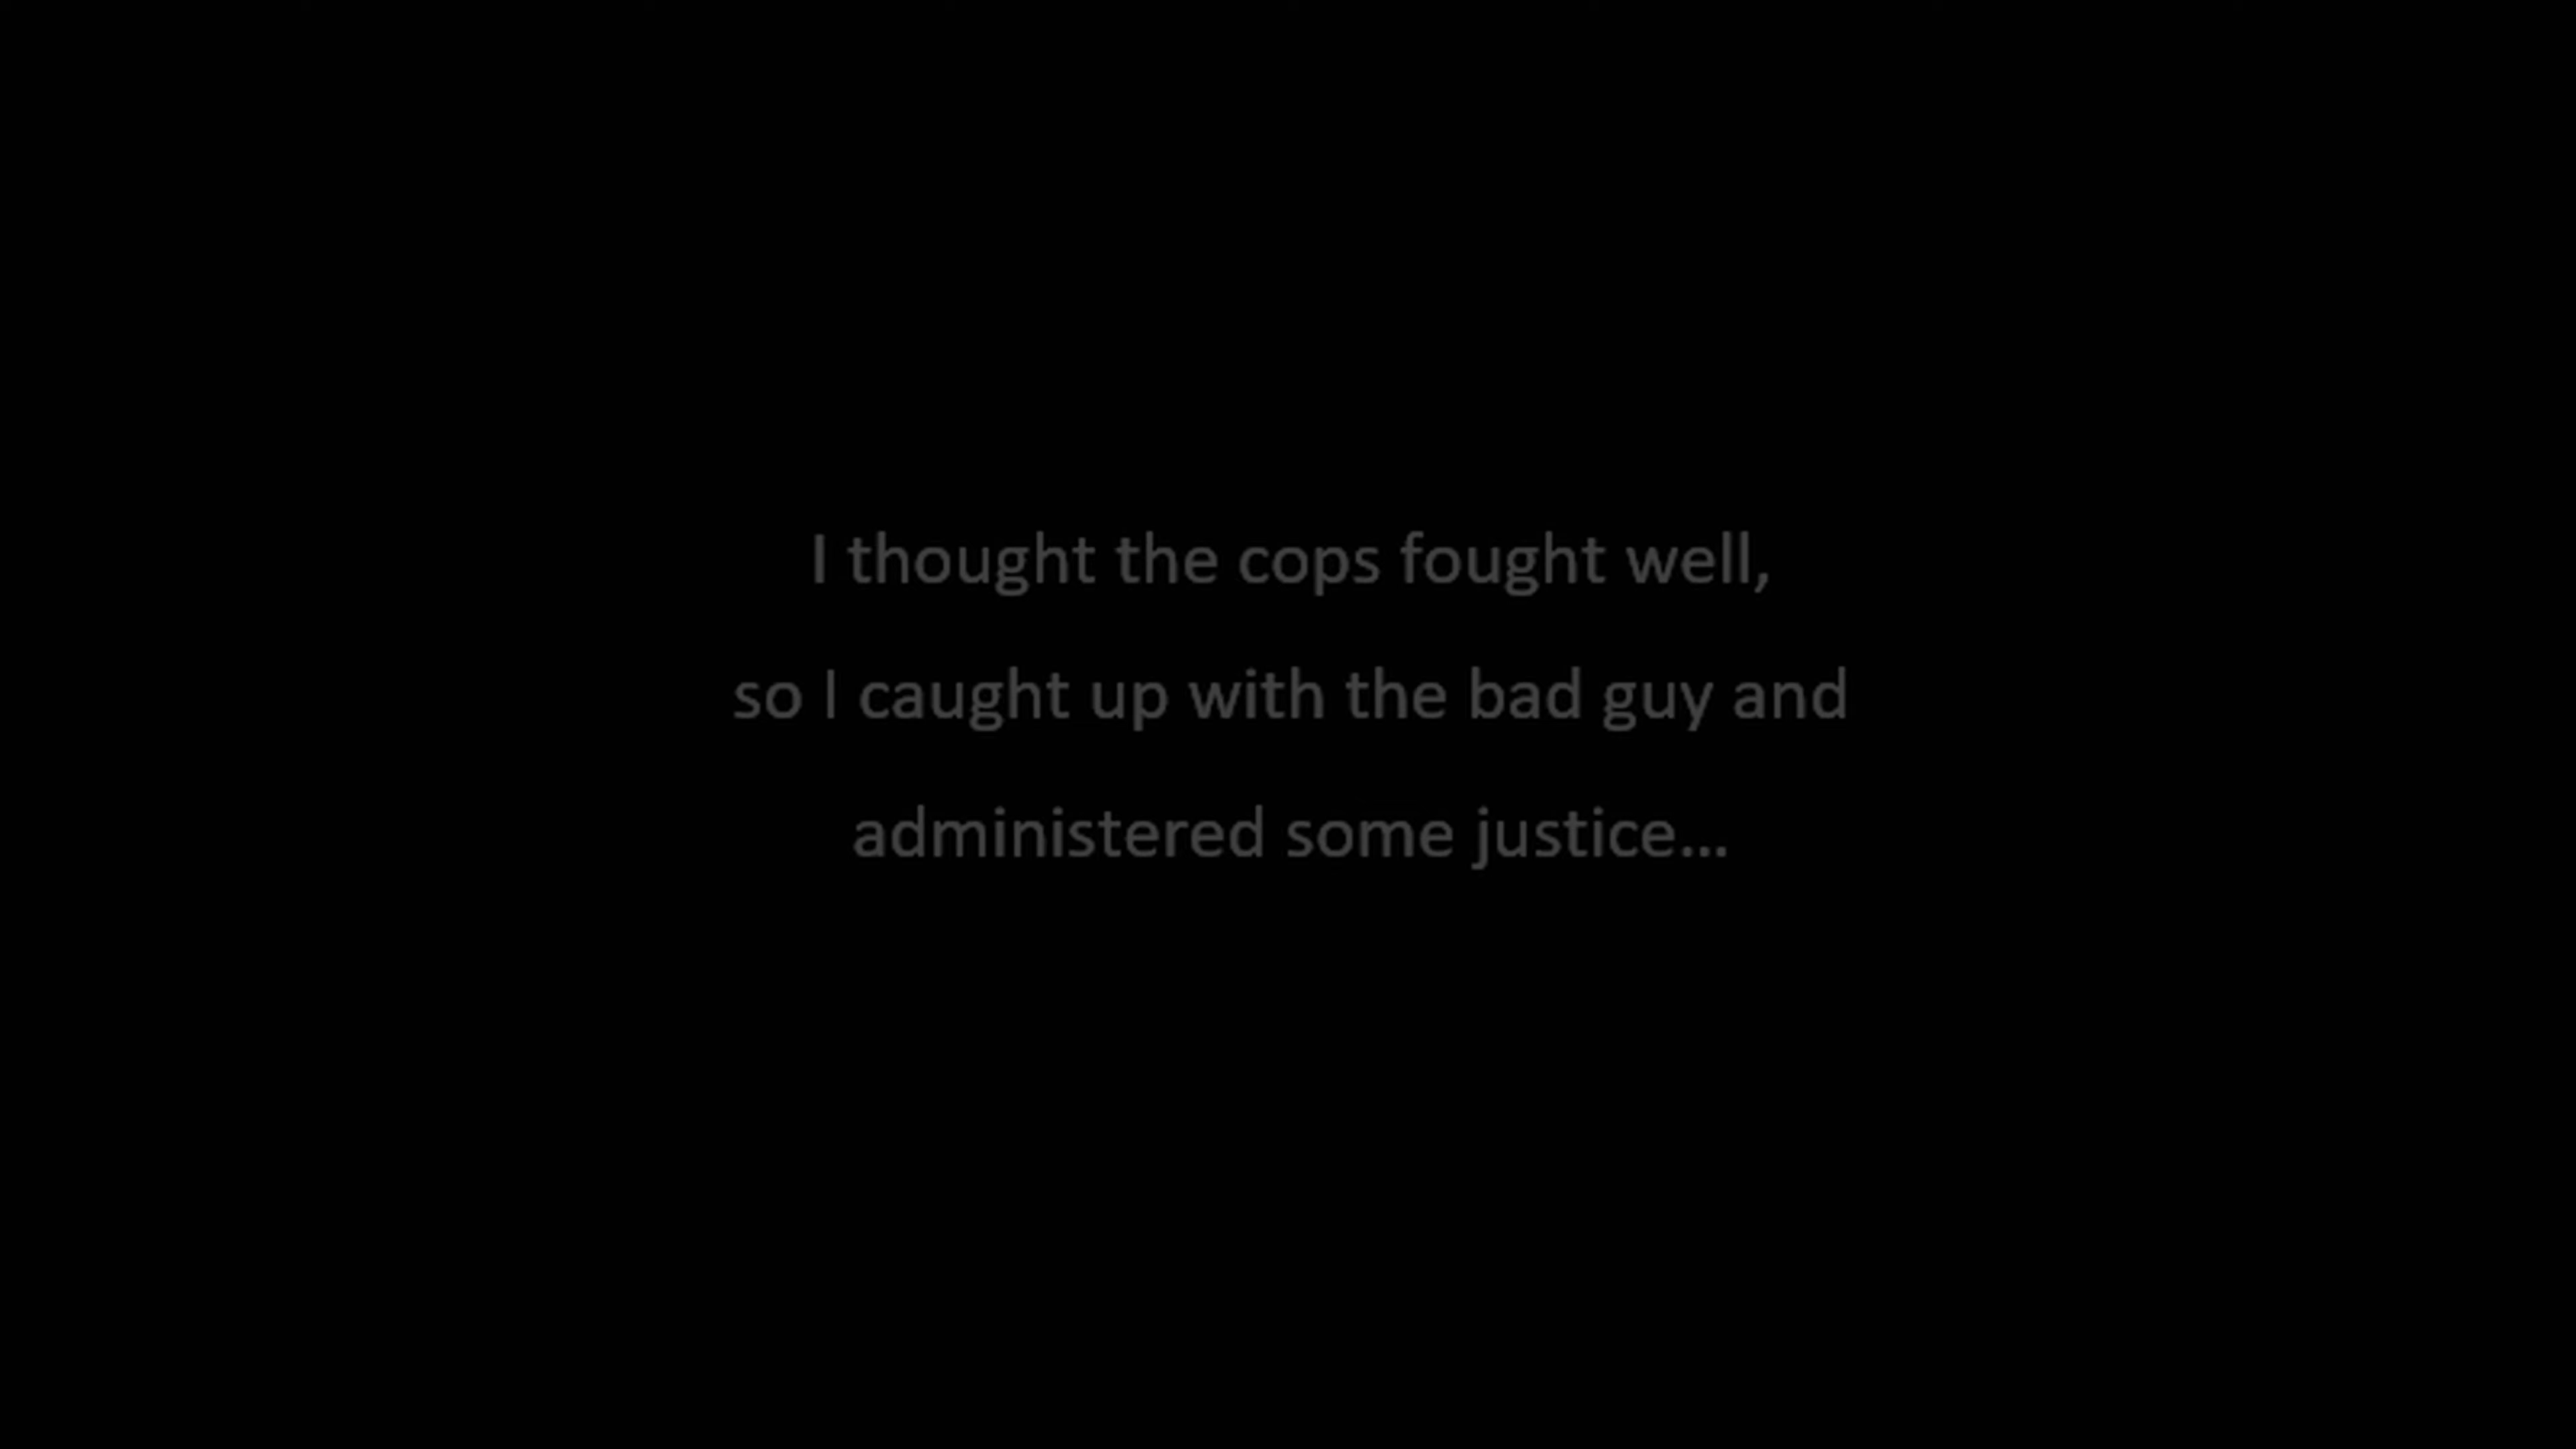 I thought the cops fought well,
so I caught up with the bad guy and
administered some justice...